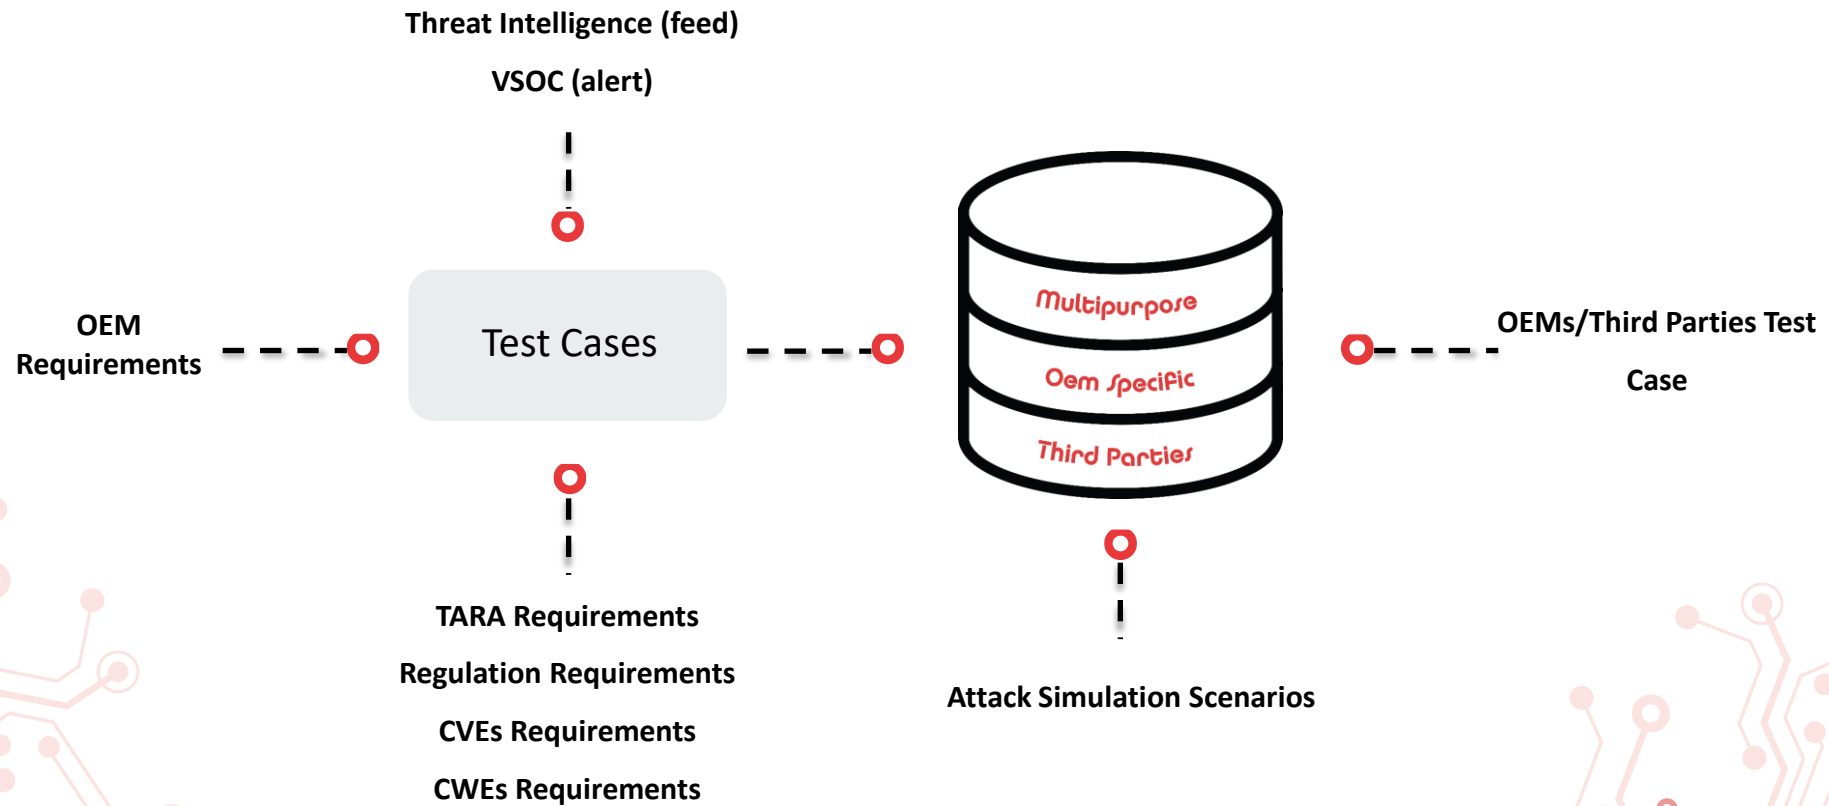 Threat Intelligence (feed)
VSOC (alert)
OEM
Requirements
Test Cases
Multipurpose
Oem Specific
Third Parties
OEMs/Third Parties Test
Case
TARA Requirements
Regulation Requirements
CVEs Requirements
CWEs Requirements
Attack Simulation Scenarios